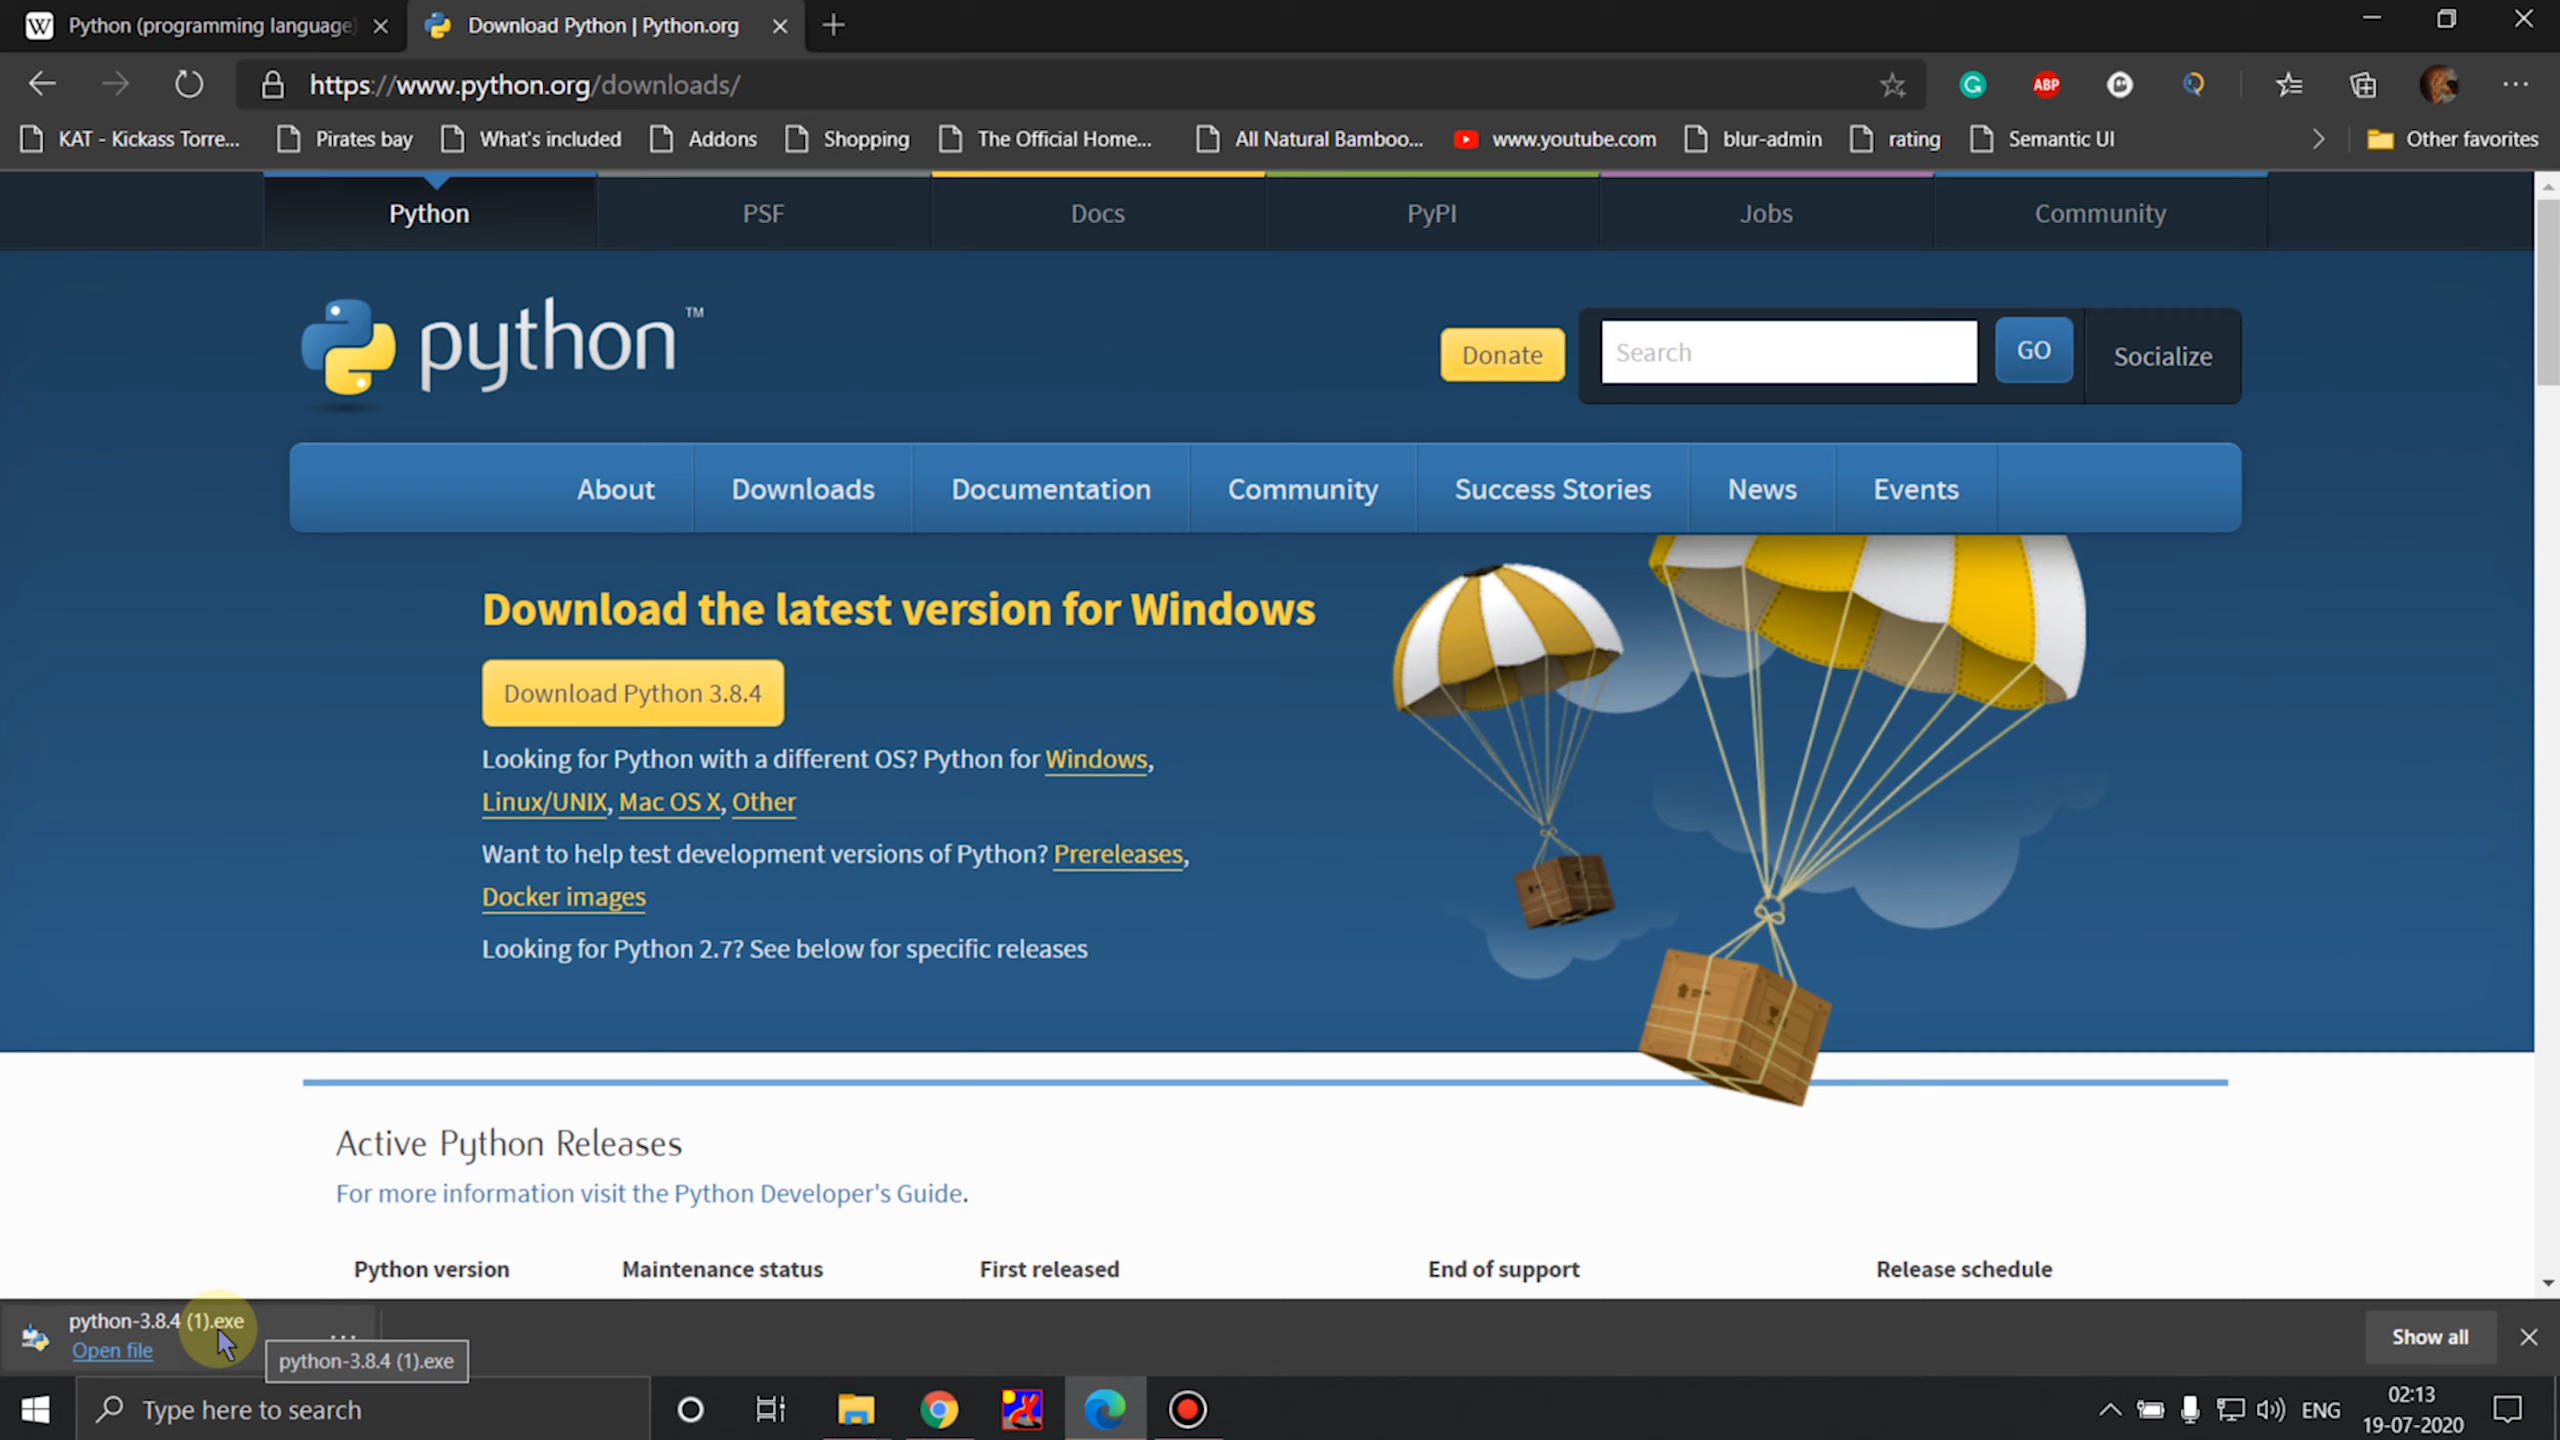 Python (programming language)
Download Python | Python.org
https://www.python.org/downloads/
ABP
KAT - Kickass Torre...
Pirates bay
What's included
Addons
Shopping
The Official Home...
All Natural Bamboo...
www.youtube.com
blur-admin
rating
Semantic UI
Other favorites
Python
PSF
Docs
PyPI
Jobs
Community
python™
Donate
Search
GO
Socialize
About
Downloads
Documentation
Community
Success Stories
News
Events
Download the latest version for Windows
Download Python 3.8.4
Looking for Python with a different OS? Python for Windows,
Linux/UNIX, Mac OS X, Other
Want to help test development versions of Python? Prereleases,
Docker images
Looking for Python 2.7? See below for specific releases
Active Python Releases
For more information visit the Python Developer's Guide.
Python version
Maintenance status
First released
End of support
Release schedule
python-3.8.4 (1).exe
Open file
python-3.8.4 (1).exe
Show all
Type here to search
ENG
02:13
19-07-2020